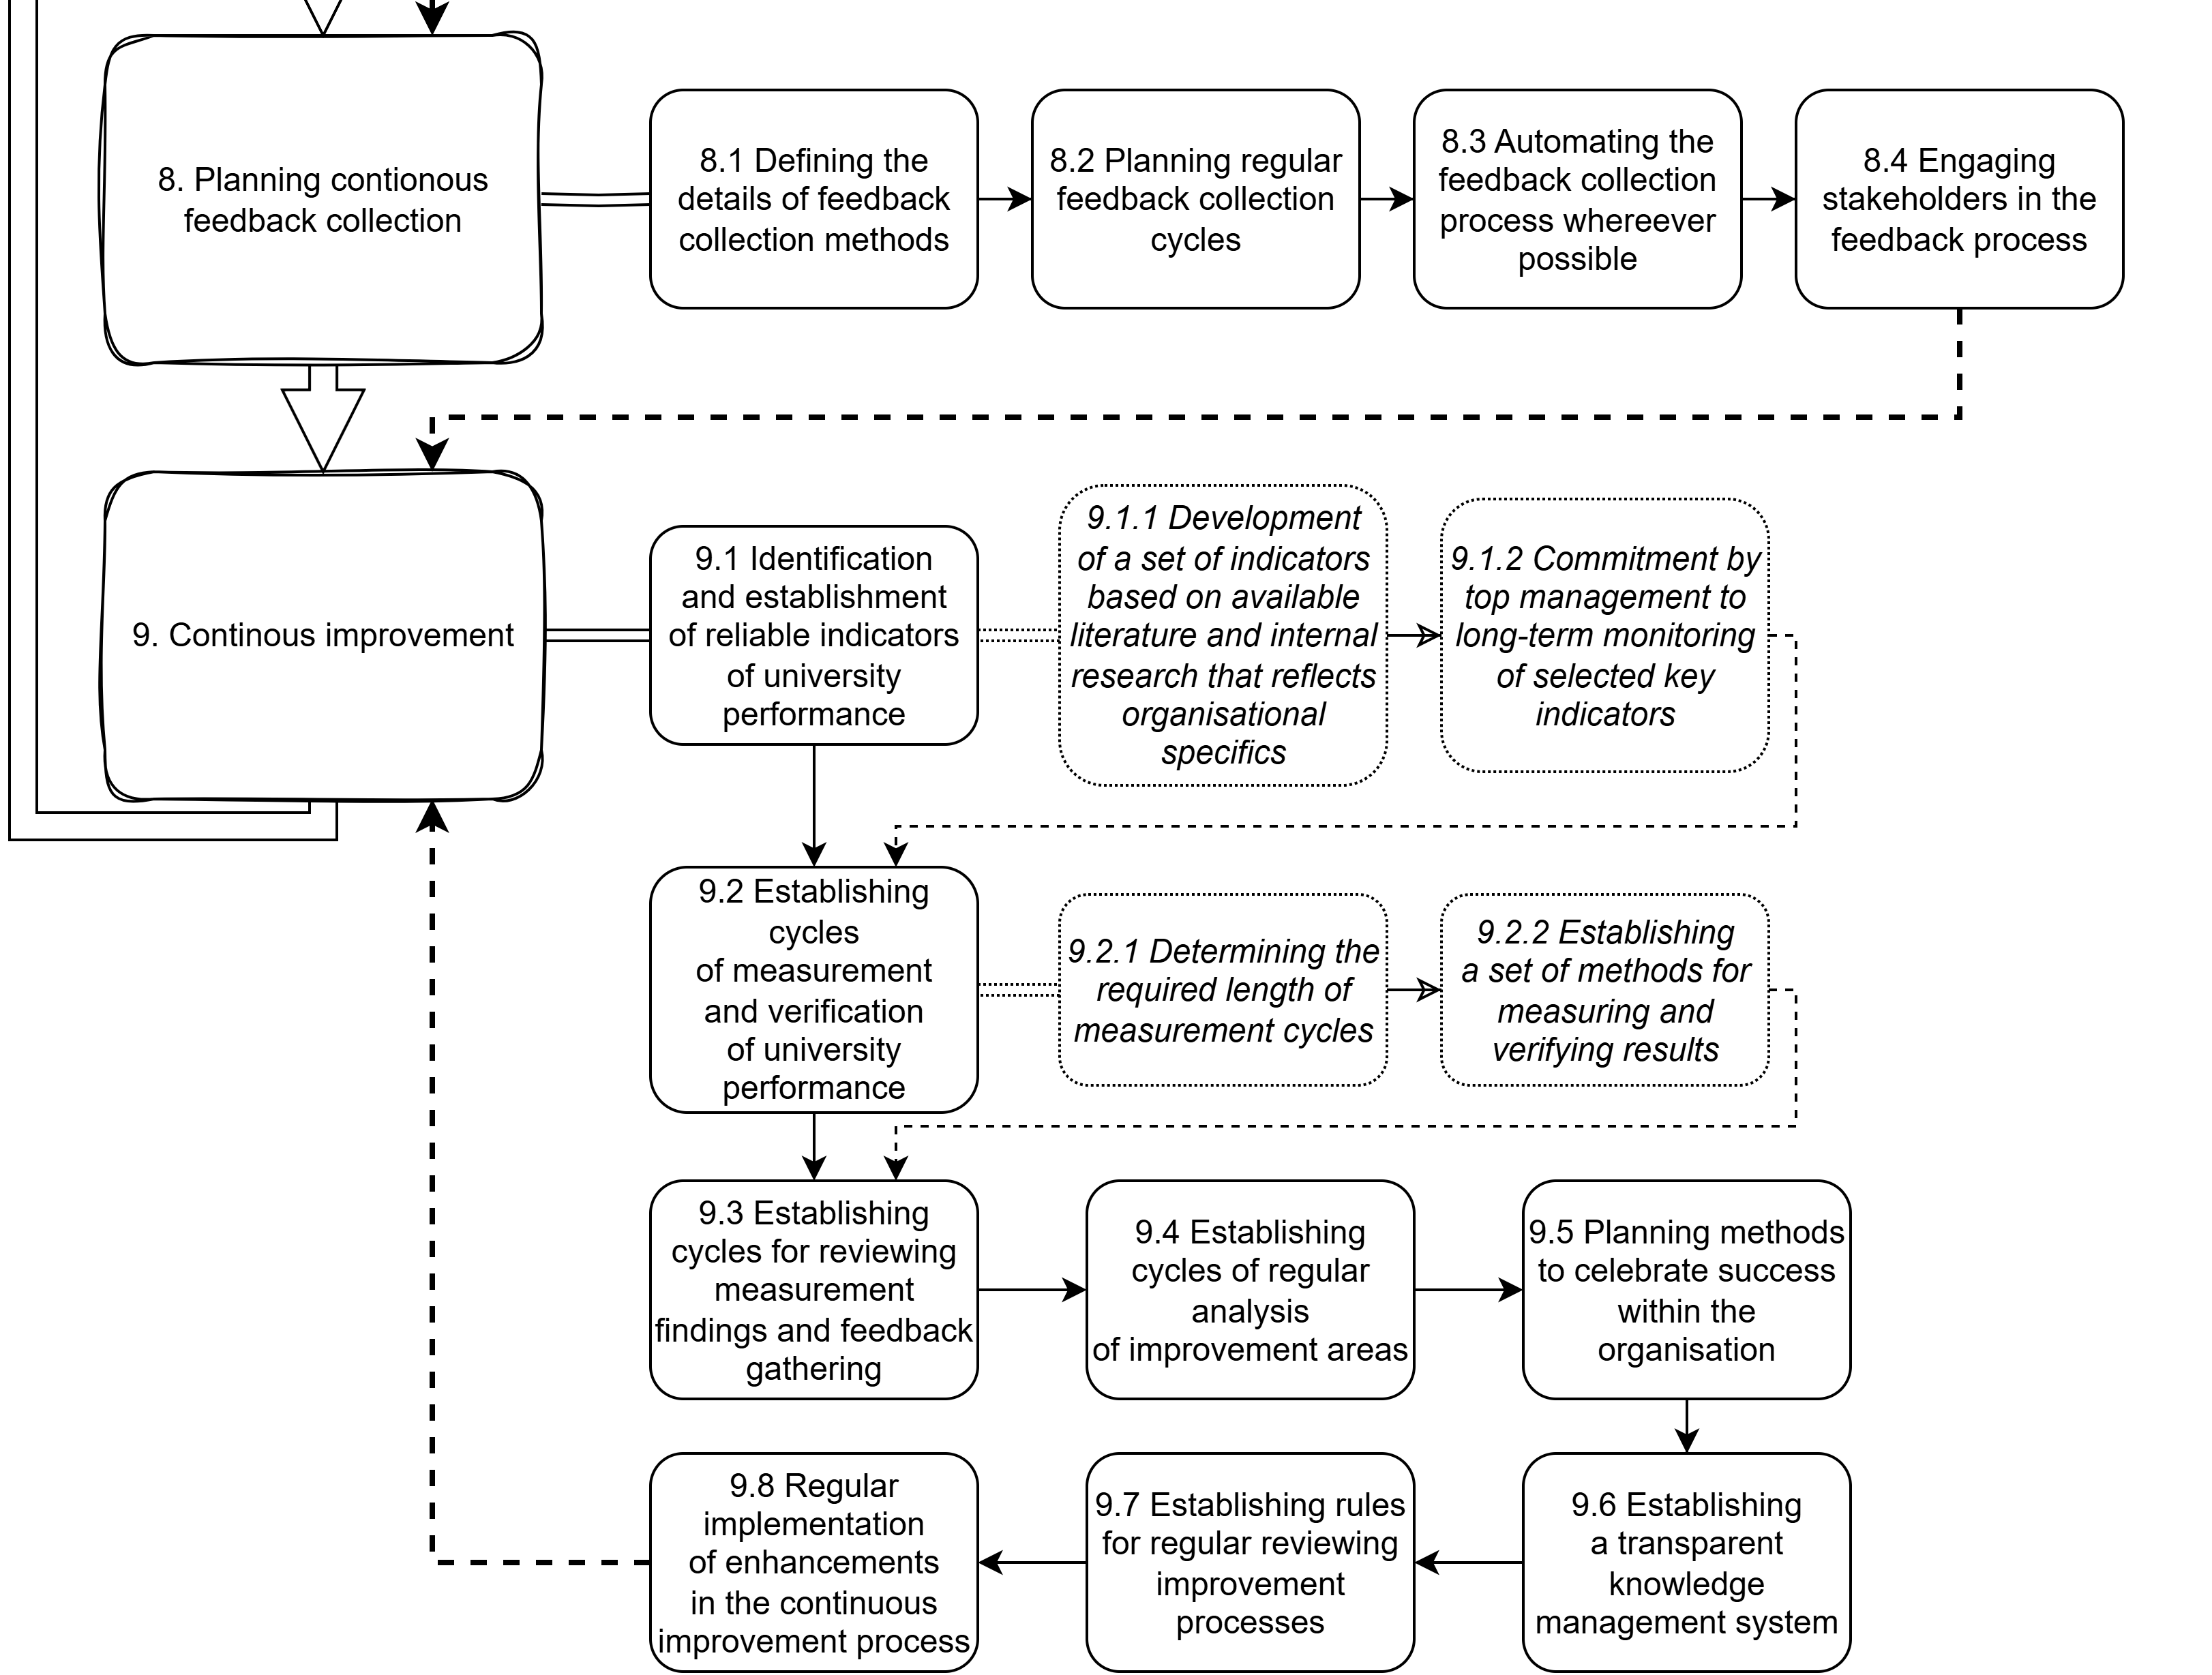 8. Planning contionous
feedback collection
8.1 Defining the
details of feedback
collection methods
8.2 Planning regular
feedback collection
cycles
8.3 Automating the
feedback collection
process whereever
possible
8.4 Engaging
stakeholders in the
feedback process
9. Continous improvement
9.1 Identification
and establishment
of reliable indicators
of university
performance
9.1.1 Development
of a set of indicators
based on available
literature and internal
research that reflects
organisational
specifics
9.1.2 Commitment by
top management to
long-term monitoring
of selected key
indicators
9.2 Establishing
cycles
of measurement
and verification
of university
performance
9.2.1 Determining the
required length of
measurement cycles
9.2.2 Establishing
a set of methods for
measuring and
verifying results
9.3 Establishing
cycles for reviewing
measurement
findings and feedback
gathering
9.4 Establishing
cycles of regular
analysis
of improvement areas
9.5 Planning methods
to celebrate success
within the
organisation
9.6 Establishing
a transparent
knowledge
management system
9.7 Establishing rules
for regular reviewing
improvement
processes
9.8 Regular
implementation
of enhancements
in the continuous
improvement process